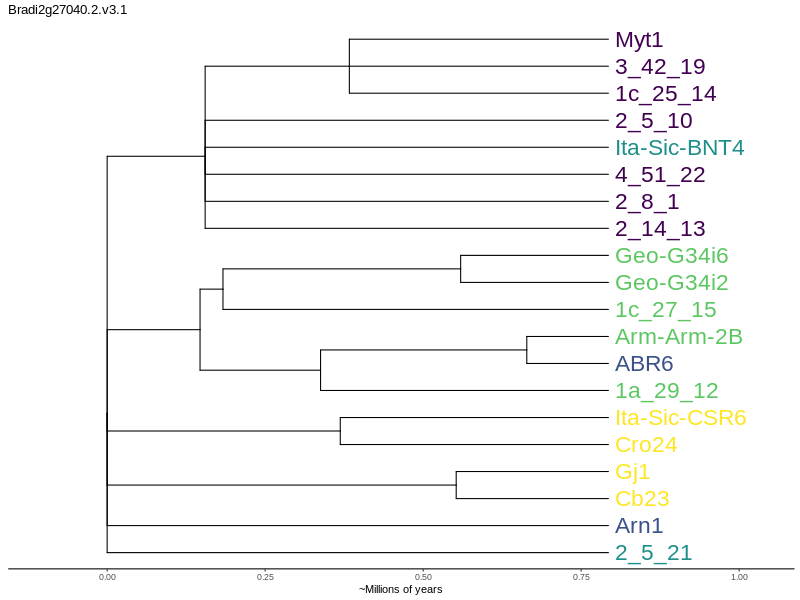 Bradi2g27040.2.v3.1
Myt1
3_42_19
1c_25_14
2_5_10
Ita-Sic-BNT4
4_51_22
2_8_1
2_14_13
Geo-G34i6
Geo-G34i2
1c_27_15
Arm-Arm-2B
ABR6
1a_29_12
Ita-Sic-CSR6
Cro24
Gj1
Cb23
Arn1
2_5_21
0.00 0.25 0.50 0.75 1.00
~Millions of years